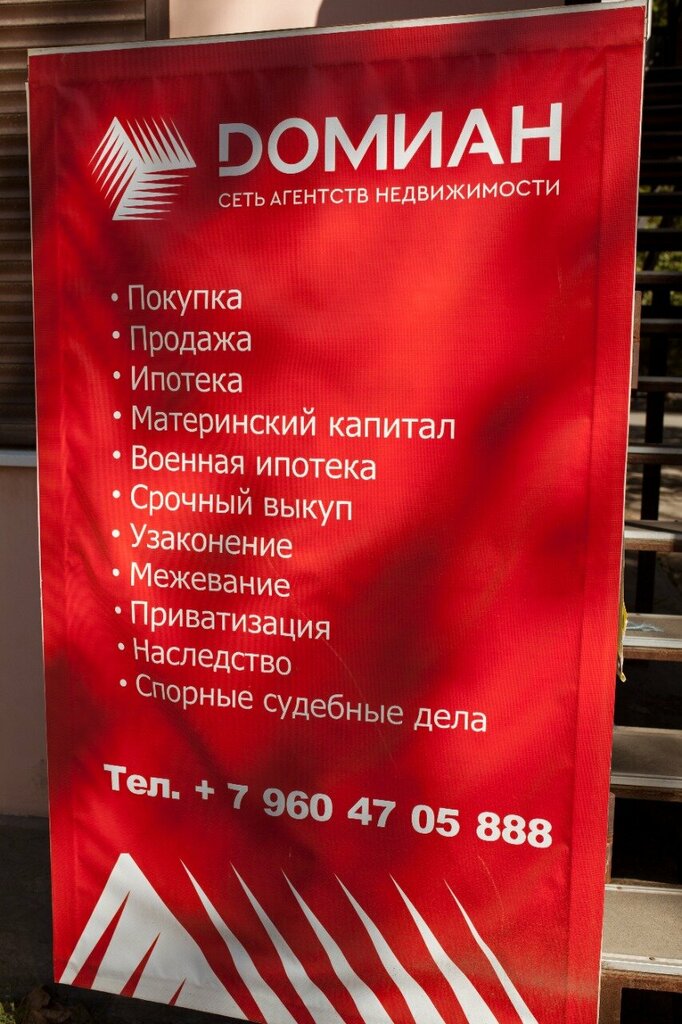 ДОМИАН
СЕТЬ АГЕНТСТВ НЕДВИЖИМОСТИ
• Покупка
• Продажа
• Ипотека
• Материнский капитал
• Военная ипотека
• Срочный выкуп
• Узаконение
• Межевание
• Приватизация
• Наследство
• Спорные судебные дела
Тел. + 7 960 47 05 888